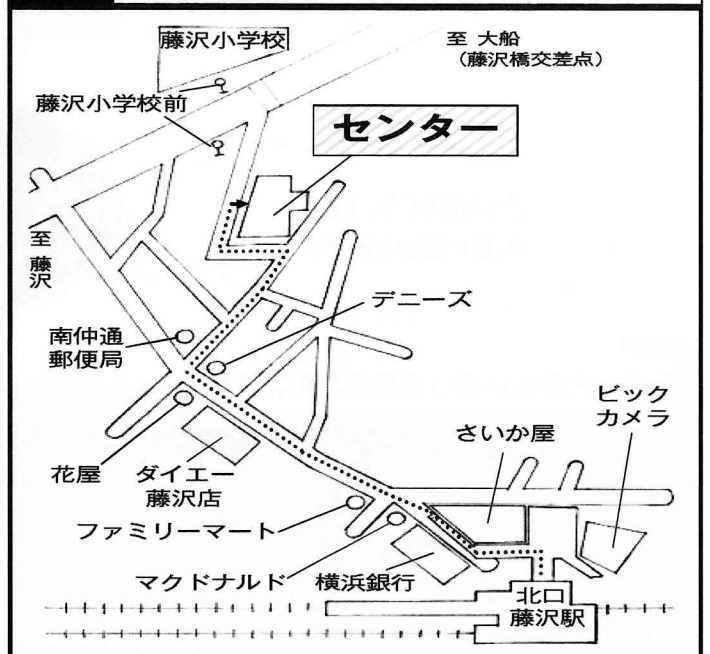 藤沢小学校
至 大船
（藤沢橋交差点）
藤沢小学校前
センター
至
藤沢
デニーズ
南仲通
郵便局
ビック
カメラ
さいか屋
花屋
ダイエー
藤沢店
ファミリーマート
マクドナルド
横浜銀行
北口
藤沢駅